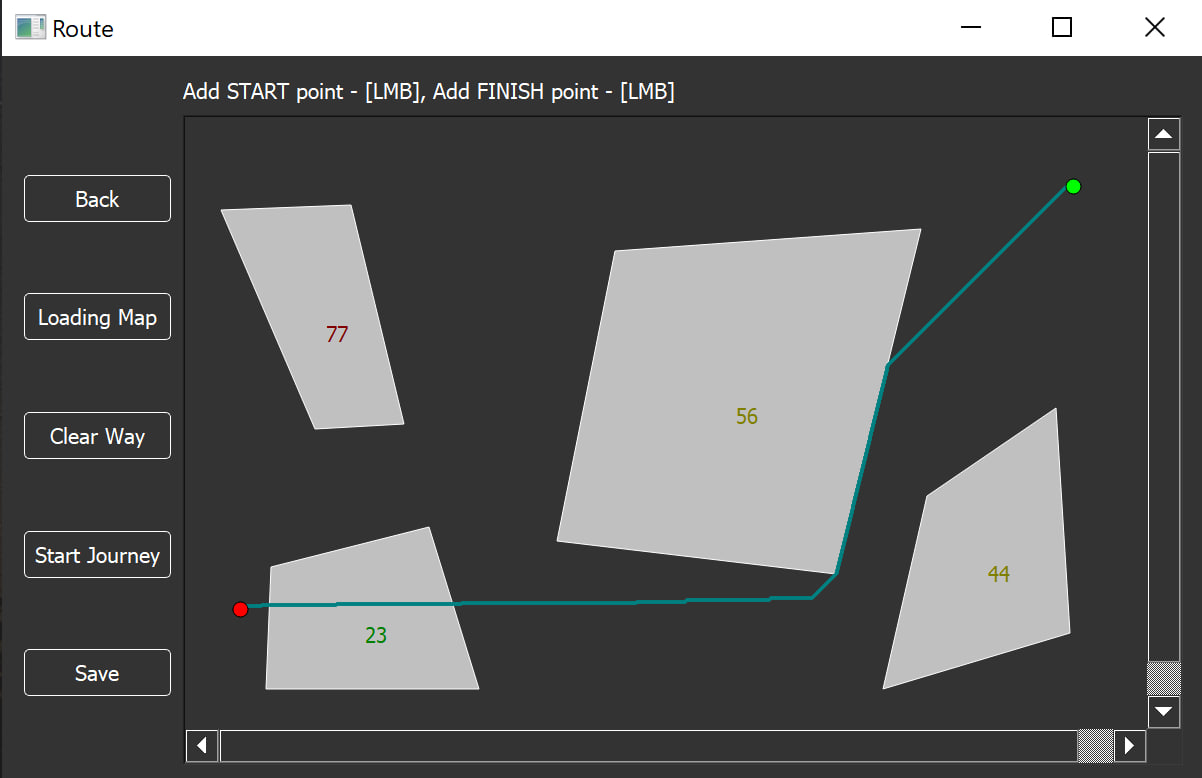 Route
Add START point - [LMB], Add FINISH point - [LMB]
Back
Loading Map
Clear Way
Start Journey
Save
77
56
44
23